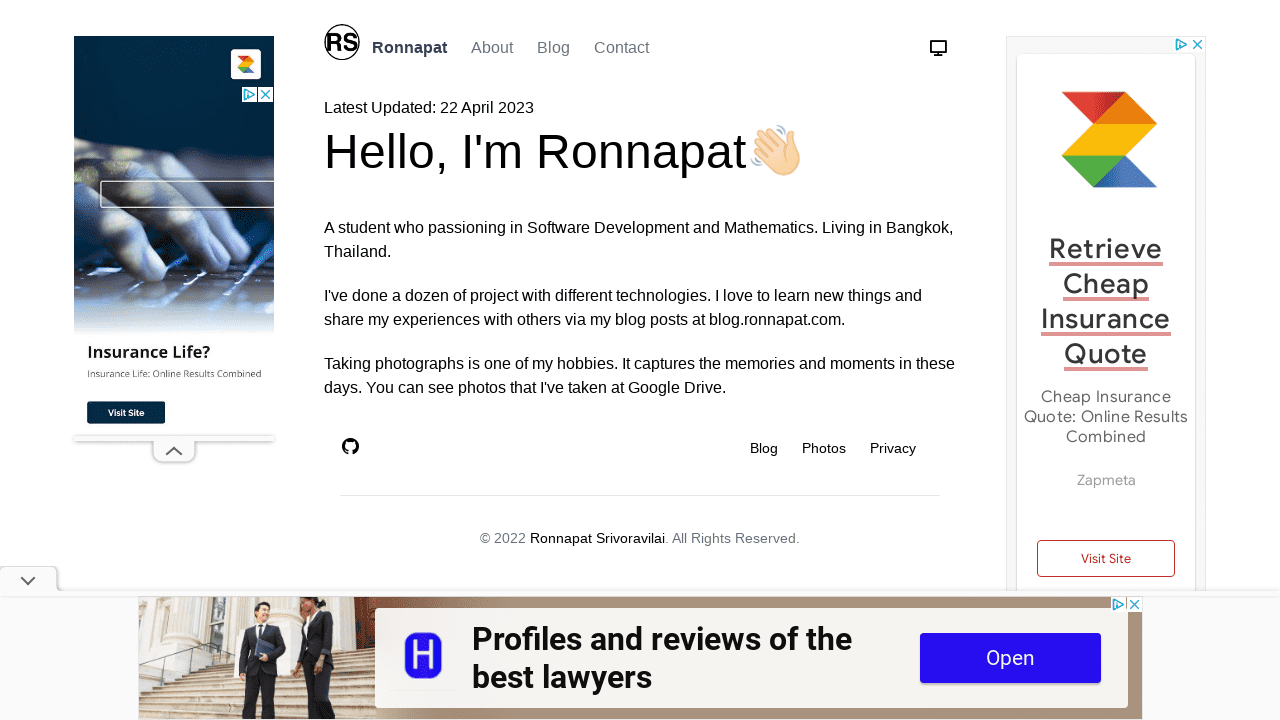 RS
Ronnapat About Blog Contact
Latest Updated: 22 April 2023
Hello, I'm Ronnapat👋🏼
A student who passioning in Software Development and Mathematics. Living in Bangkok,
Thailand.
I've done a dozen of project with different technologies. I love to learn new things and
share my experiences with others via my blog posts at blog.ronnapat.com.
Taking photographs is one of my hobbies. It captures the memories and moments in these
days. You can see photos that I've taken at Google Drive.
Blog Photos Privacy
© 2022 Ronnapat Srivoravilai. All Rights Reserved.
Insurance Life?
Insurance Life: Online Results Combined
Visit Site
Retrieve
Cheap
Insurance
Quote
Cheap Insurance
Quote: Online Results
Combined
Zapmeta
Visit Site
H
Profiles and reviews of the
best lawyers
Open